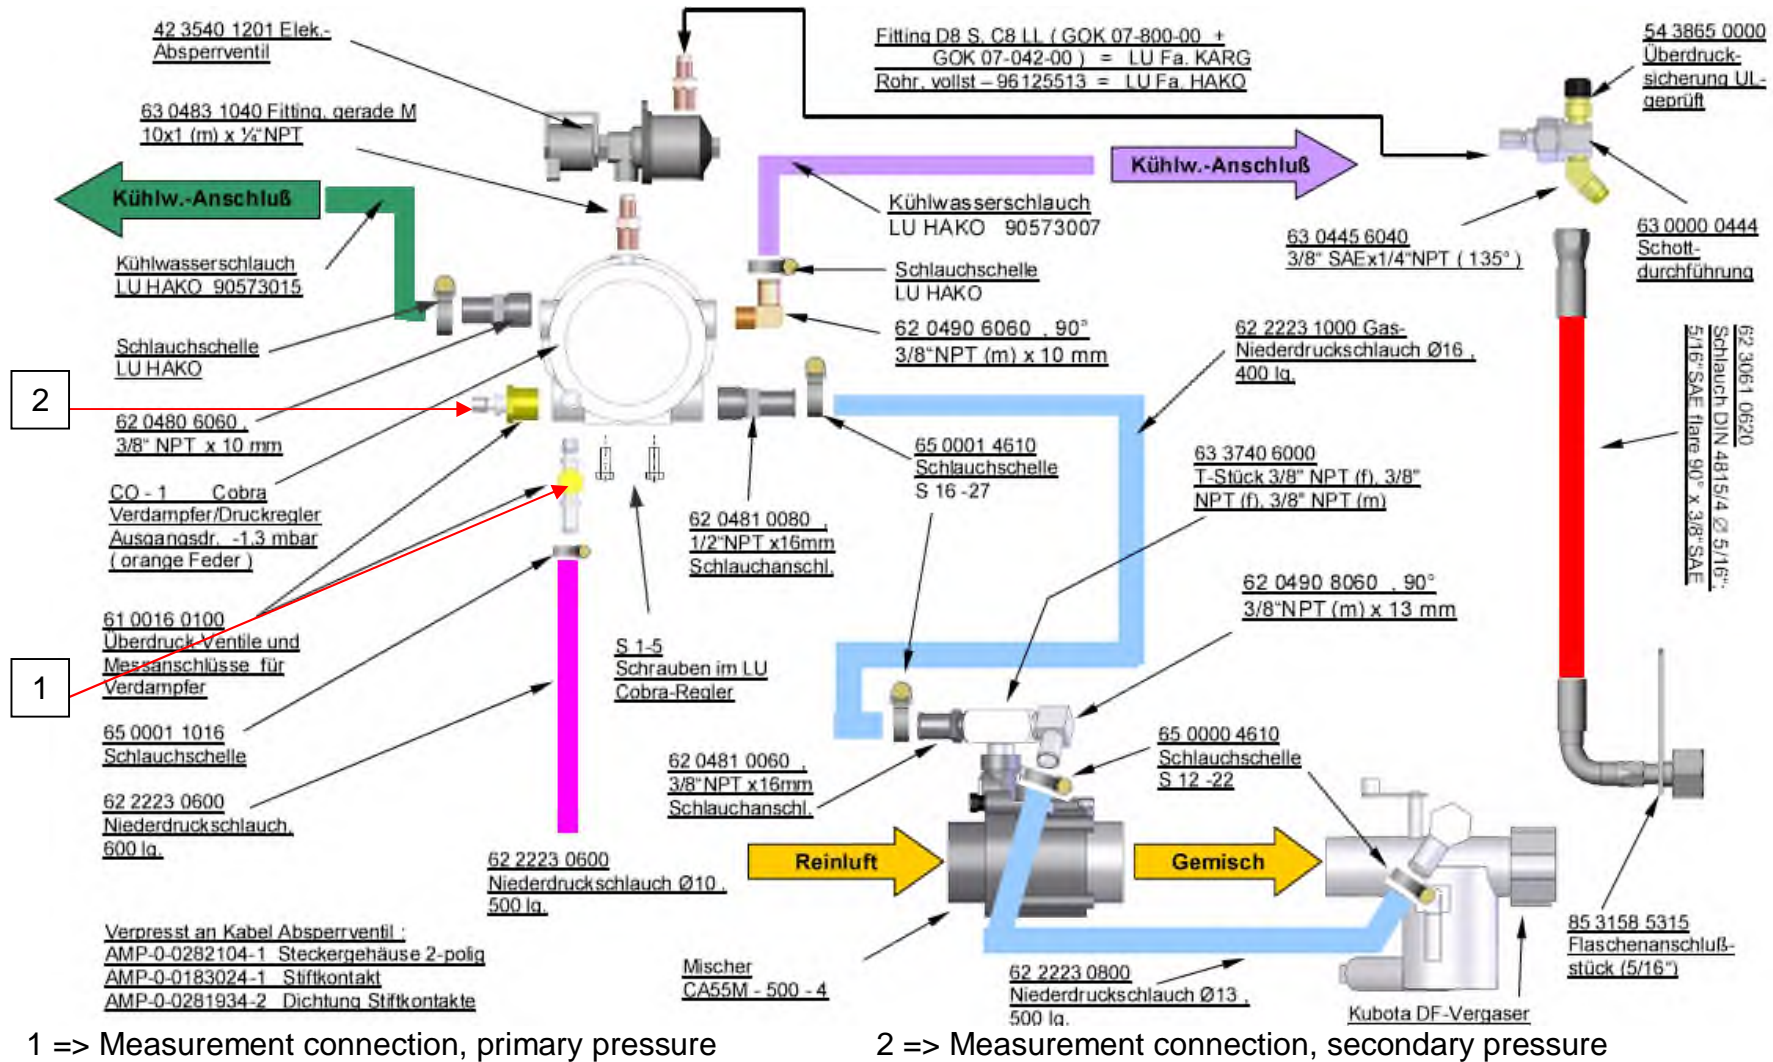 42 3540 1201 Elek.-
Absperrventil
63 0483 1040 Fitting, gerade M
10x1 (m) x ¼“NPT
Fitting D8 S, C8 LL ( GOK 07-800-00 +
GOK 07-042-00 ) = LU Fa. KARG
Rohr, vollst – 96125513 = LU Fa. HAKO
54 3865 0000
Überdruck-
sicherung UL-
geprüft
Kühlw.-Anschluß
Kühlw.-Anschluß
Kühlwasserschlauch
LU HAKO 90573007
63 0445 6040
3/8" SAEx1/4"NPT ( 135° )
63 0000 0444
Schott-
durchführung
Kühlwasserschlauch
LU HAKO 90573015
Schlauchschelle
LU HAKO
Schlauchschelle
LU HAKO
62 0490 6060 , 90°
3/8“NPT (m) x 10 mm
62 2223 1000 Gas-
Niederdruckschlauch Ø16 ,
400 lg.
62 3061 0620
Schlauch DIN 4815/4 Ø 5/16“;
5/16“SAE flare 90° x 3/8“SAE
2
62 0480 6060 ,
3/8“ NPT x 10 mm
CO - 1 Cobra
Verdampfer/Druckregler
Ausgangsdr. -1,3 mbar
( orange Feder )
65 0001 4610
Schlauchschelle
S 16 -27
63 3740 6000
T-Stück 3/8" NPT (f), 3/8"
NPT (f), 3/8" NPT (m)
62 0481 0080 ,
1/2“NPT x16mm
Schlauchanschl.
62 0490 8060 , 90°
3/8“NPT (m) x 13 mm
61 0016 0100
Überdruck-Ventile und
Messanschlüsse für
Verdampfer
1
S 1-5
Schrauben im LU
Cobra-Regler
65 0001 1016
Schlauchschelle
62 0481 0060 ,
3/8“NPT x16mm
Schlauchanschl.
65 0000 4610
Schlauchschelle
S 12 -22
62 2223 0600
Niederdruckschlauch,
600 lg.
62 2223 0600
Niederdruckschlauch Ø10 ,
500 lg.
Reinluft
Gemisch
Verpresst an Kabel Absperrventil :
AMP-0-0282104-1 Steckergehäuse 2-polig
AMP-0-0183024-1 Stiftkontakt
AMP-0-0281934-2 Dichtung Stiftkontakte
Mischer
CA55M - 500 - 4
62 2223 0800
Niederdruckschlauch Ø13 ,
500 lg.
85 3158 5315
Flaschenanschluß-
stück (5/16“)
Kubota DF-Vergaser
1 => Measurement connection, primary pressure
2 => Measurement connection, secondary pressure